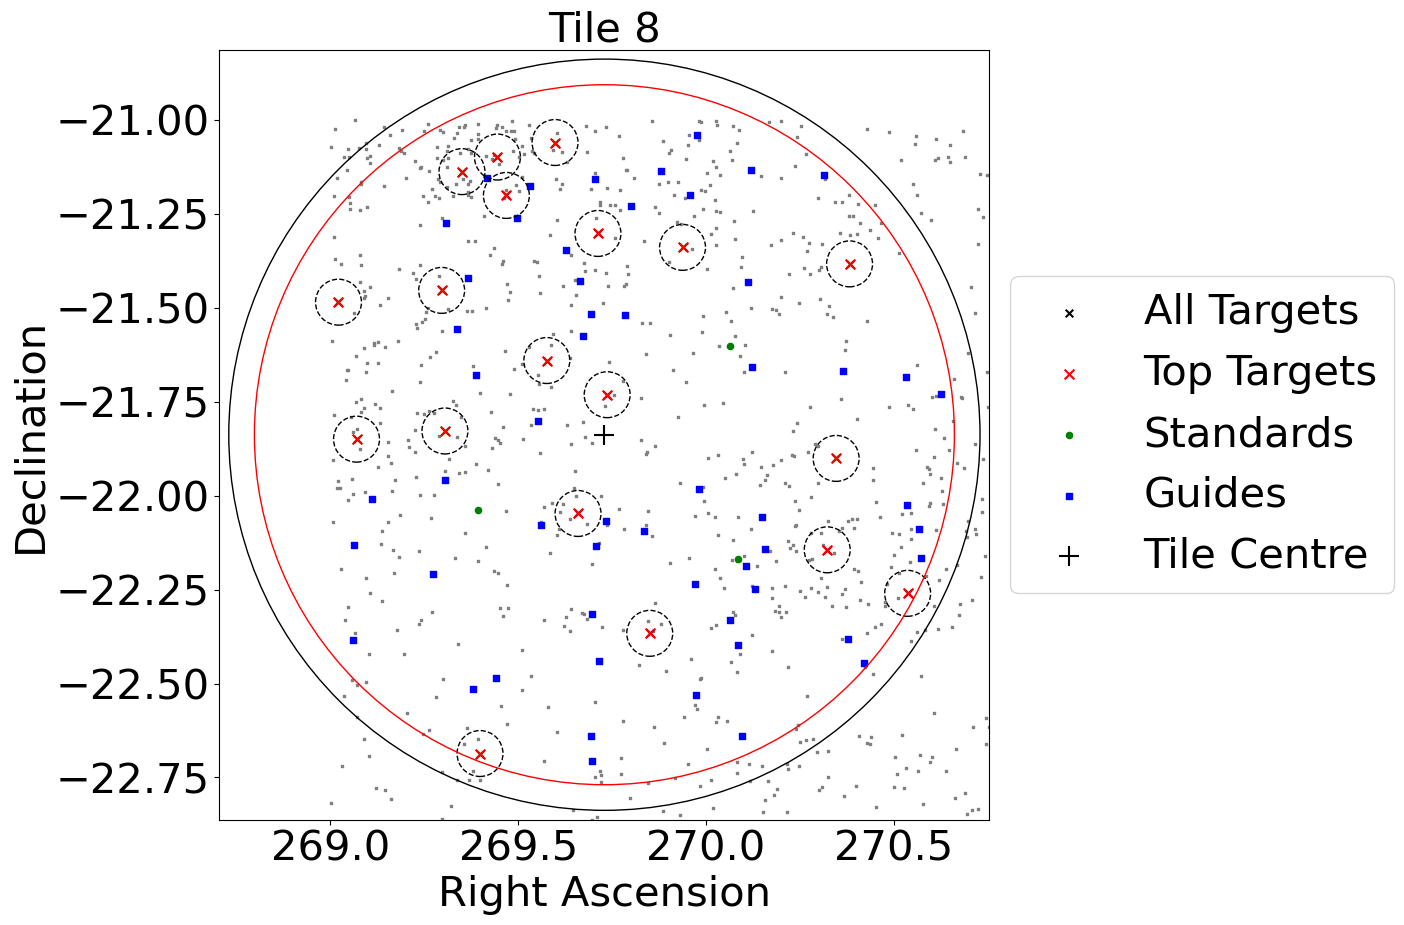 Tile 8
Declination
−21.00
−21.25
−21.50
−21.75
−22.00
−22.25
−22.50
−22.75
269.0 269.5 270.0 270.5
Right Ascension
All Targets
Top Targets
Standards
Guides
Tile Centre